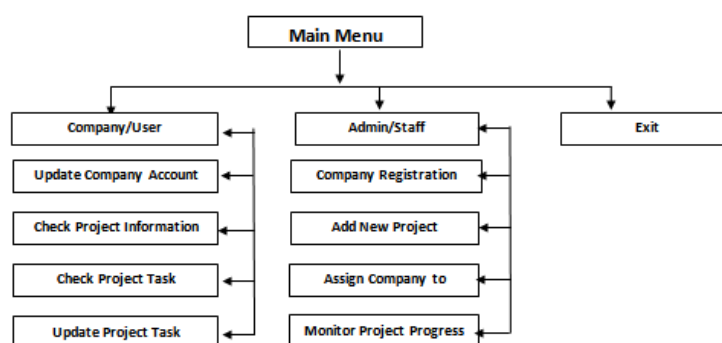 Main Menu
Company/User
Admin/Staff
Exit
Update Company Account
Company Registration
Check Project Information
Add New Project
Check Project Task
Assign Company to
Update Project Task
Monitor Project Progress